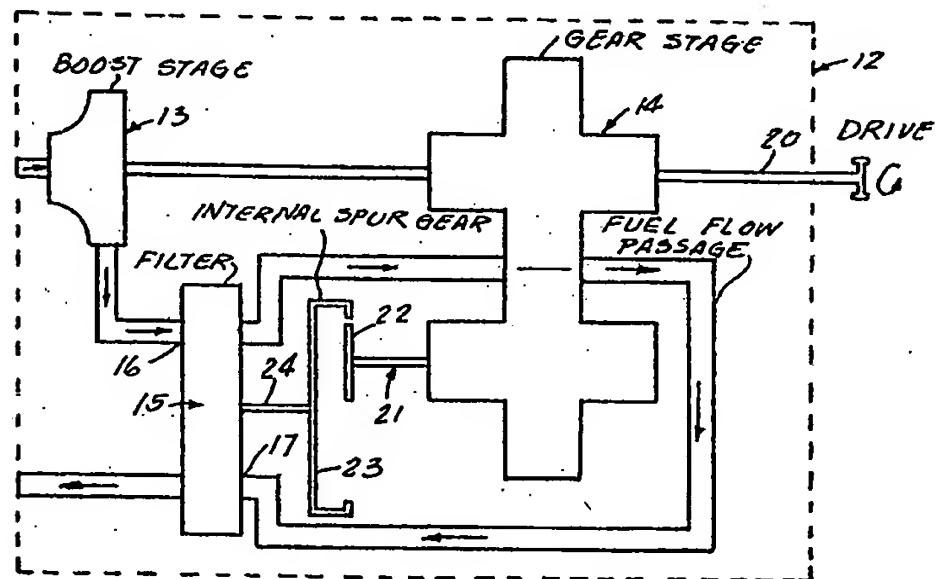 GEAR STAGE
12
BOOST STAGE
13
14
DRIVE
20
INTERNAL SPUR GEAR
FUEL FLOW
PASSAGE
FILTER
22
16
24
21
15
17
23